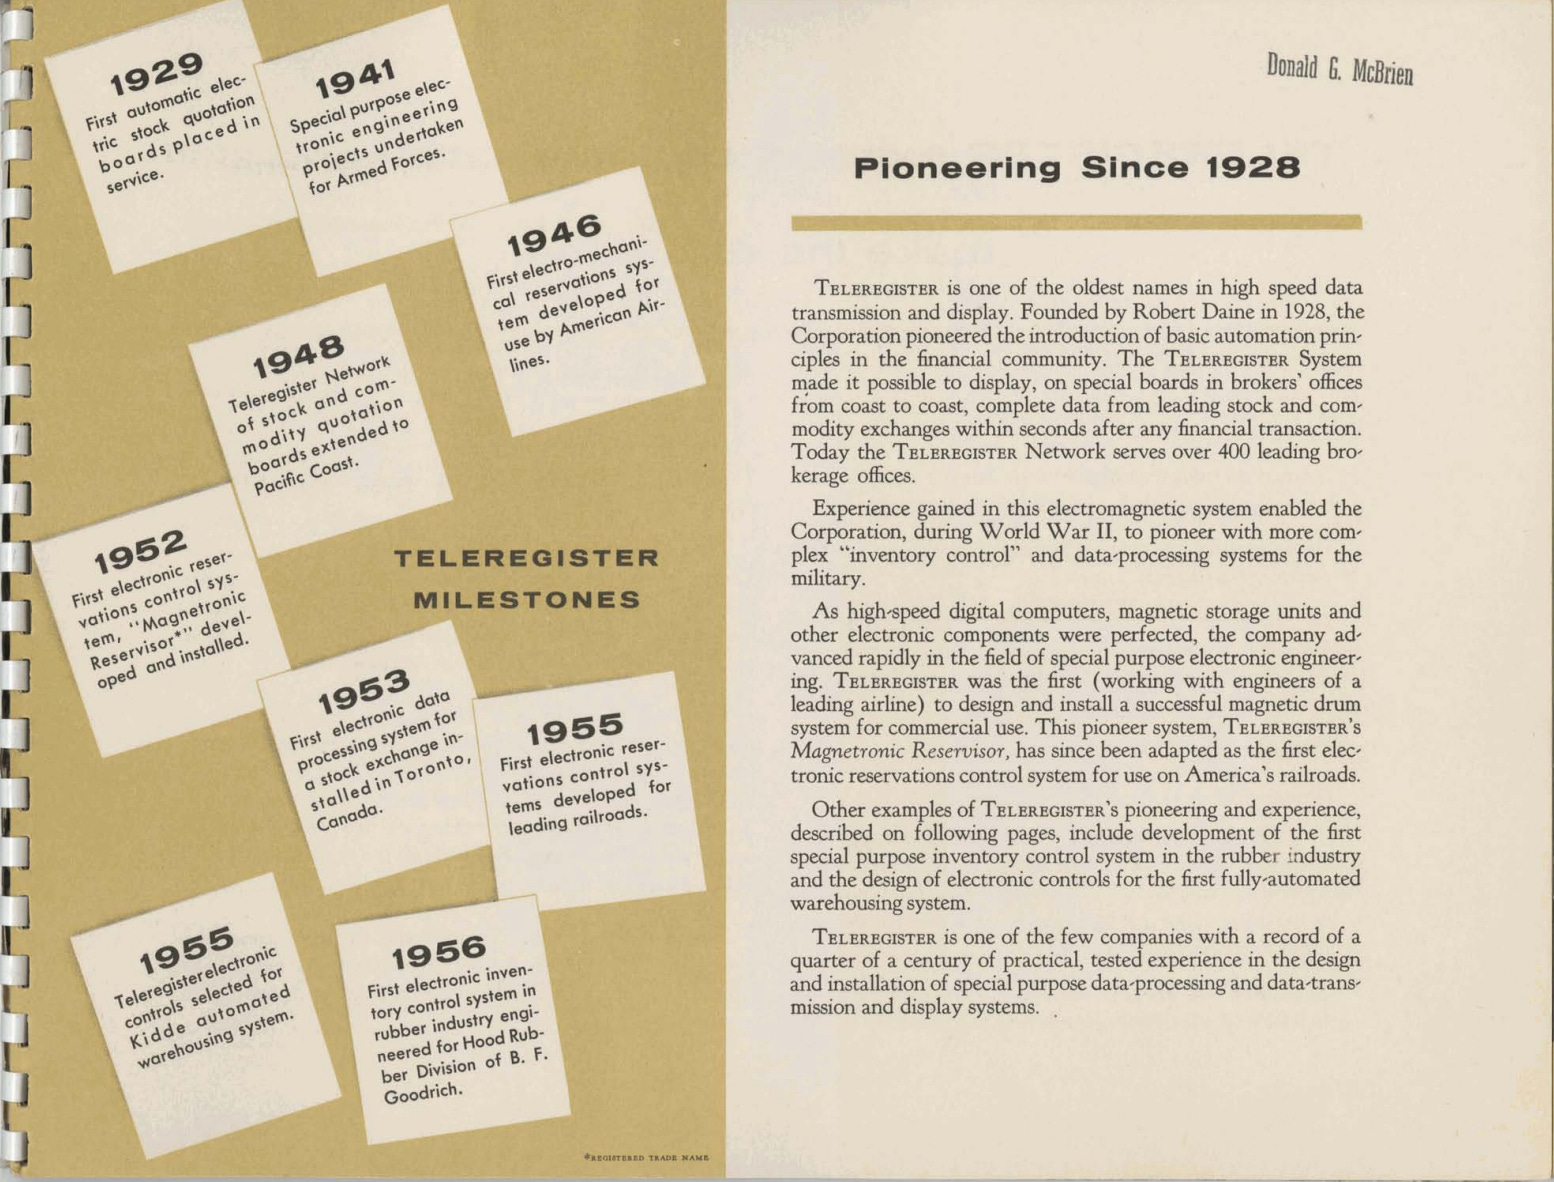 1929
First automatic elec-
tric stock quotation
boards placed in
service.
1941
Special purpose elec-
tronic engineering
projects undertaken
for Armed Forces.
1946
First electro-mechani-
cal reservations sys-
tem developed for
use by American Air-
lines.
1948
Teleregister Network
of stock and com-
modity quotation
boards extended to
Pacific Coast.
1952
First electronic reser-
vations control sys-
tem, "Magnetronic
Reservisor*" devel-
oped and installed.
TELEREGISTER
MILESTONES
1953
First electronic data
processing system for
a stock exchange in-
stalled in Toronto,
Canada.
1955
First electronic reser-
vations control sys-
tems developed for
leading railroads.
1955
Teleregister electronic
controls selected for
Kidde automated
warehousing system.
1956
First electronic inven-
tory control system in
rubber industry engi-
neered for Hood Rub-
ber Division of B. F.
Goodrich.
*REGISTERED TRADE NAME
Donald G. McBrien
Pioneering Since 1928
TELEREGISTER is one of the oldest names in high speed data
transmission and display. Founded by Robert Daine in 1928, the
Corporation pioneered the introduction of basic automation prin-
ciples in the financial community. The TELEREGISTER System
made it possible to display, on special boards in brokers' offices
from coast to coast, complete data from leading stock and com-
modity exchanges within seconds after any financial transaction.
Today the TELEREGISTER Network serves over 400 leading bro-
kerage offices.
Experience gained in this electromagnetic system enabled the
Corporation, during World War II, to pioneer with more com-
plex "inventory control" and data-processing systems for the
military.
As high-speed digital computers, magnetic storage units and
other electronic components were perfected, the company ad-
vanced rapidly in the field of special purpose electronic engineer-
ing. TELEREGISTER was the first (working with engineers of a
leading airline) to design and install a successful magnetic drum
system for commercial use. This pioneer system, TELEREGISTER'S
Magnetronic Reservisor, has since been adapted as the first elec-
tronic reservations control system for use on America's railroads.
Other examples of TELEREGISTER'S pioneering and experience,
described on following pages, include development of the first
special purpose inventory control system in the rubber industry
and the design of electronic controls for the first fully-automated
warehousing system.
TELEREGISTER is one of the few companies with a record of a
quarter of a century of practical, tested experience in the design
and installation of special purpose data-processing and data-trans-
mission and display systems.